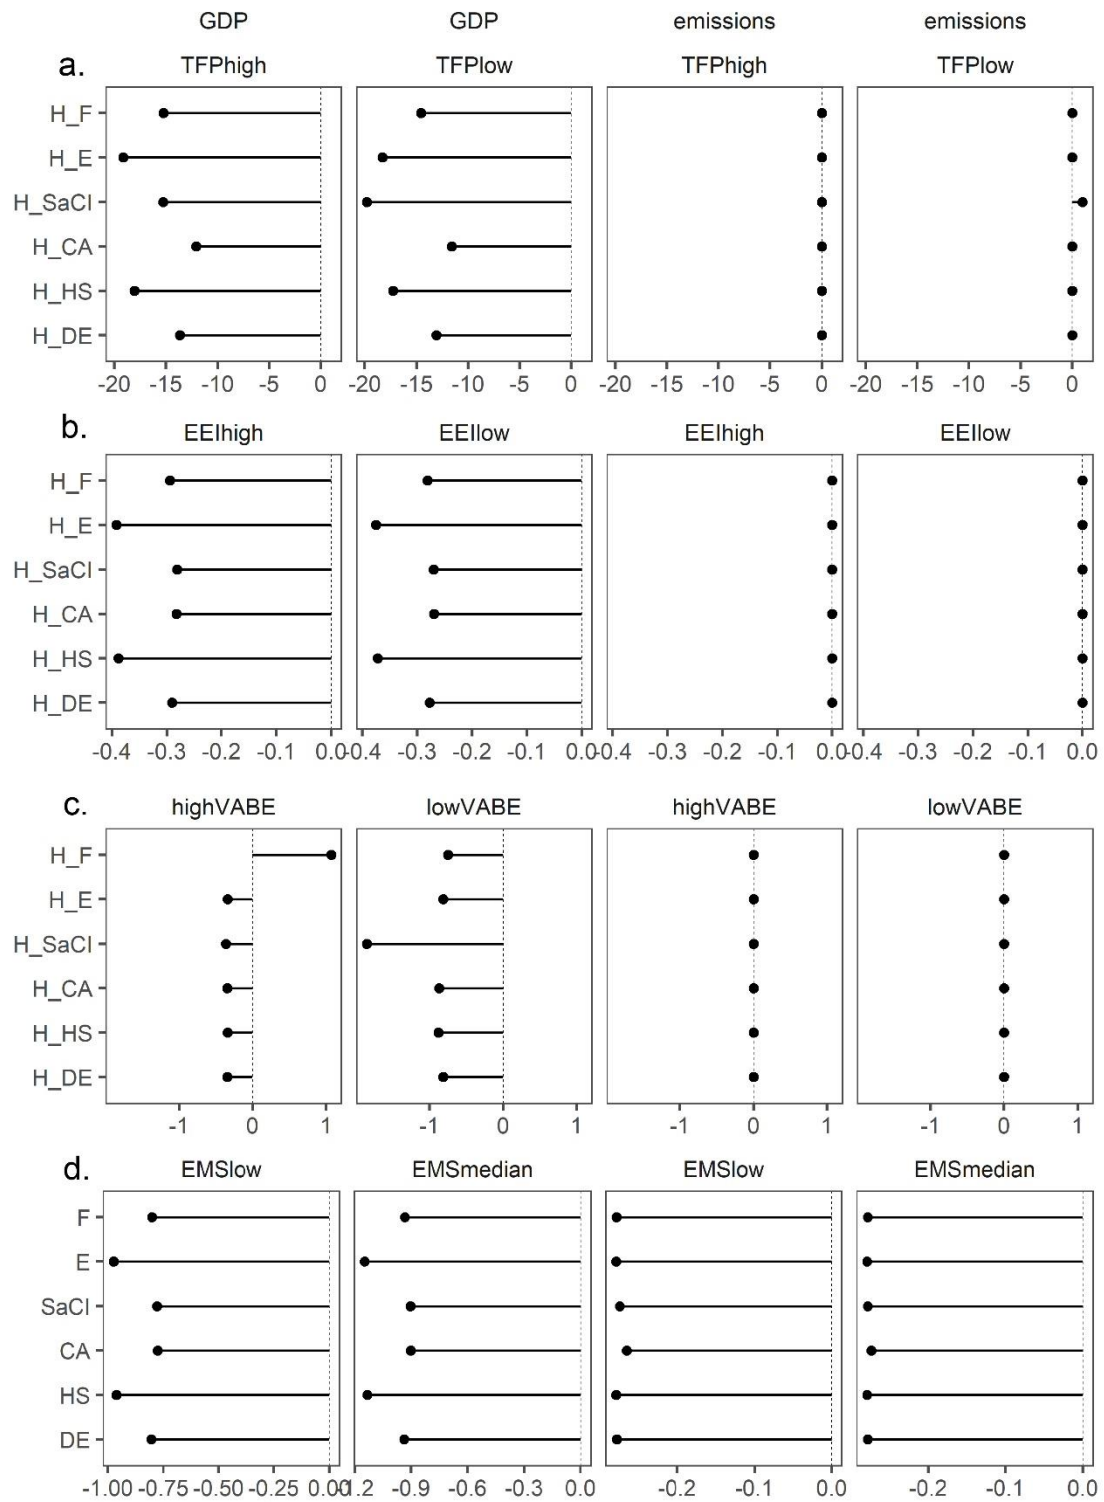 GDP GDP emissions emissions
a. TFPhigh TFPlow TFPhigh TFPlow
H_F
H_E
H_SaCl
H_CA
H_HS
H_DE
-20 -15 -10 -5 0 -20 -15 -10 -5 0 -20 -15 -10 -5 0 -20 -15 -10 -5 0
b. EEIhigh EEIlow EEIhigh EEIlow
H_F
H_E
H_SaCl
H_CA
H_HS
H_DE
-0.4 -0.3 -0.2 -0.1 0.0 -0.4 -0.3 -0.2 -0.1 0.0 -0.4 -0.3 -0.2 -0.1 0.0 -0.4 -0.3 -0.2 -0.1 0.0
c. highVABE lowVABE highVABE lowVABE
H_F
H_E
H_SaCl
H_CA
H_HS
H_DE
-1 0 1 -1 0 1 -1 0 1 -1 0 1
d. EMSlow EMSmedian EMSlow EMSmedian
F
E
SaCl
CA
HS
DE
-1.00 -0.75 -0.50 -0.25 0.00 -1.2 -0.9 -0.6 -0.3 0.0 -0.2 -0.1 0.0 -0.2 -0.1 0.0